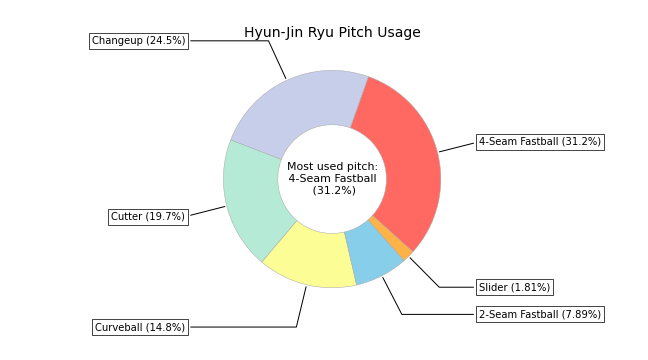 Hyun-Jin Ryu Pitch Usage
Changeup (24.5%)
4-Seam Fastball (31.2%)
Most used pitch:
4-Seam Fastball
(31.2%)
Cutter (19.7%)
Slider (1.81%)
2-Seam Fastball (7.89%)
Curveball (14.8%)